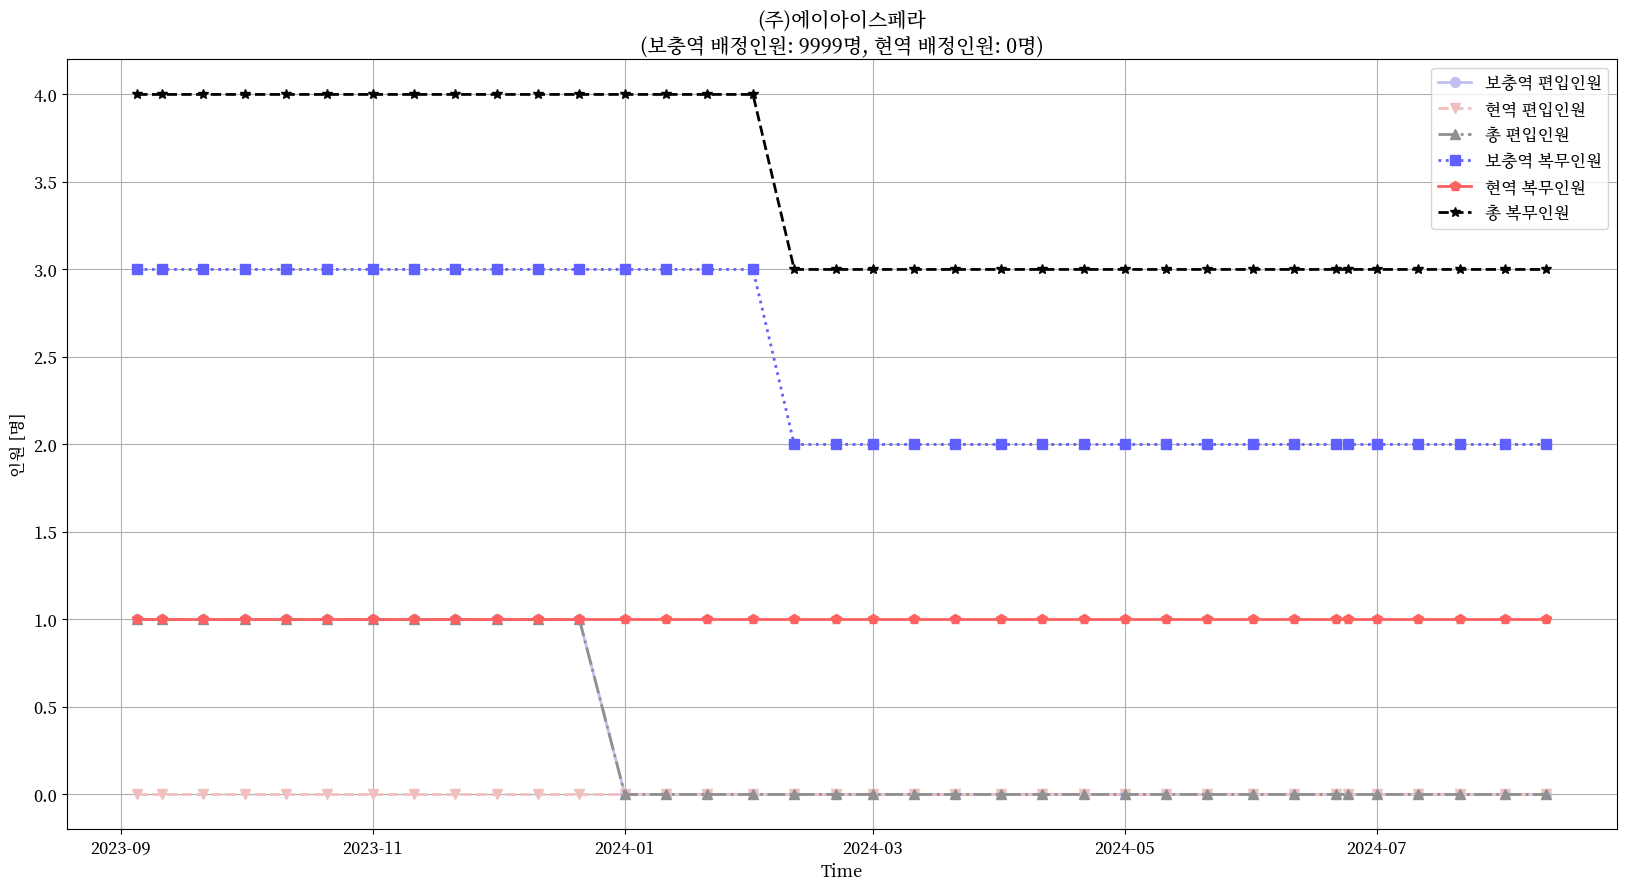 (주)에이아이스페라
(보충역 배정인원: 9999명, 현역 배정인원: 0명)
보충역 편입인원
현역 편입인원
총 편입인원
보충역 복무인원
현역 복무인원
총 복무인원
인원 [명]
4.0
3.5
3.0
2.5
2.0
1.5
1.0
0.5
0.0
2023-09
2023-11
2024-01
2024-03
2024-05
2024-07
Time